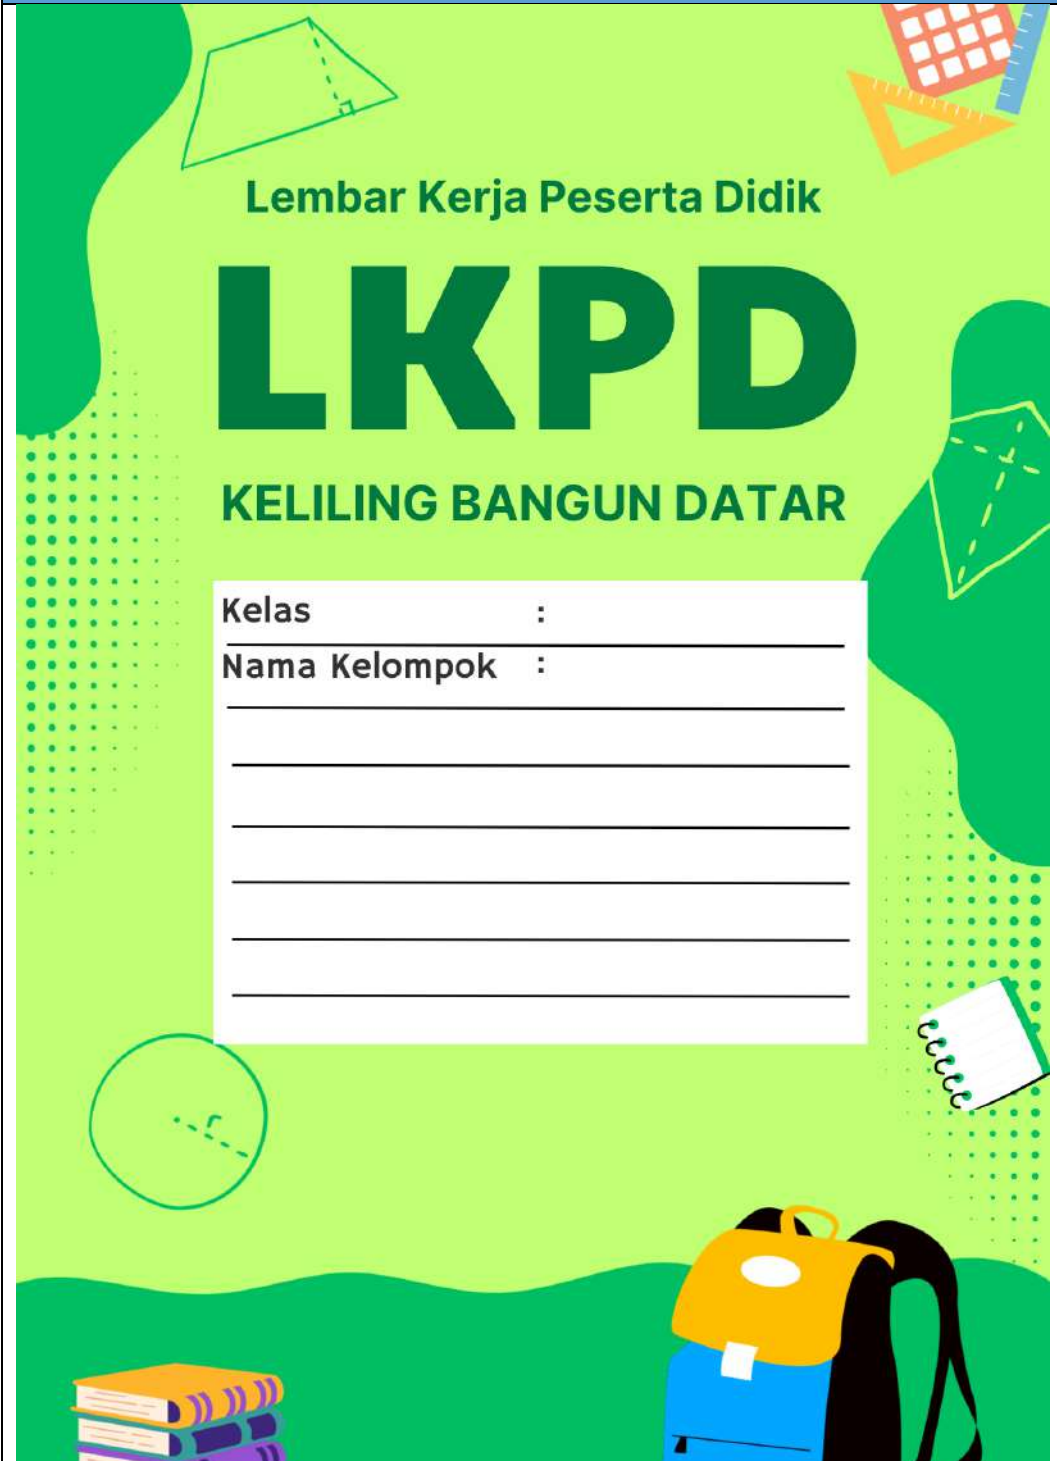 Lembar Kerja Peserta Didik
LKPD
KELILING BANGUN DATAR
Kelas :
Nama Kelompok :
r